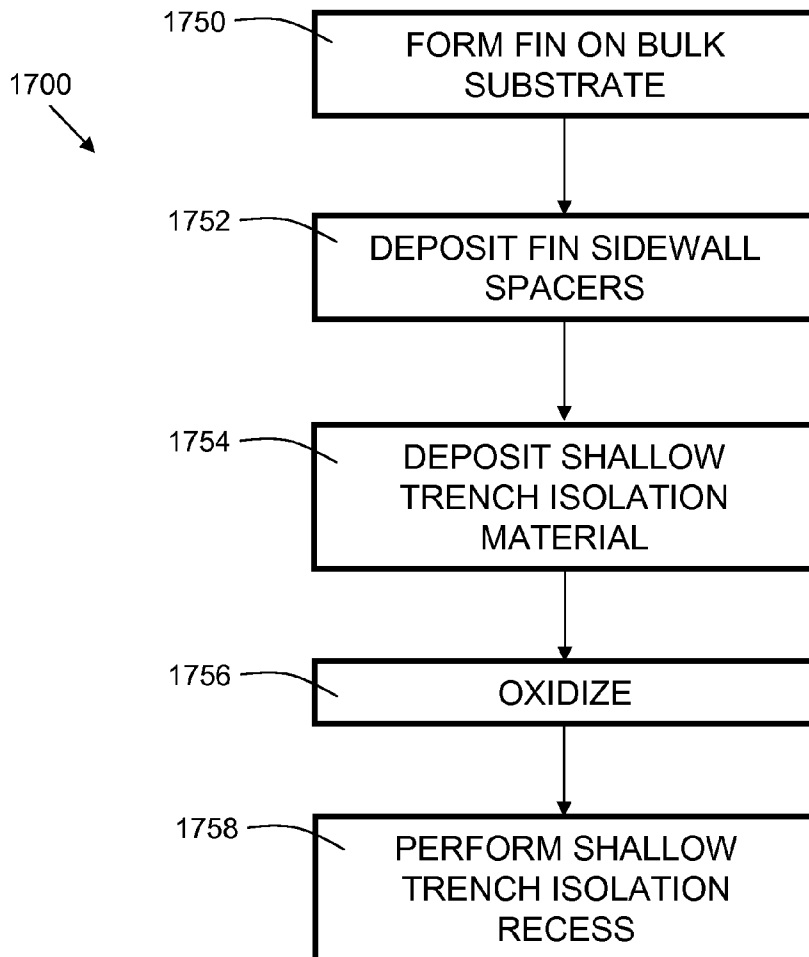 1700
1750
FORM FIN ON BULK
SUBSTRATE
1752
DEPOSIT FIN SIDEWALL
SPACERS
1754
DEPOSIT SHALLOW
TRENCH ISOLATION
MATERIAL
1756
OXIDIZE
1758
PERFORM SHALLOW
TRENCH ISOLATION
RECESS